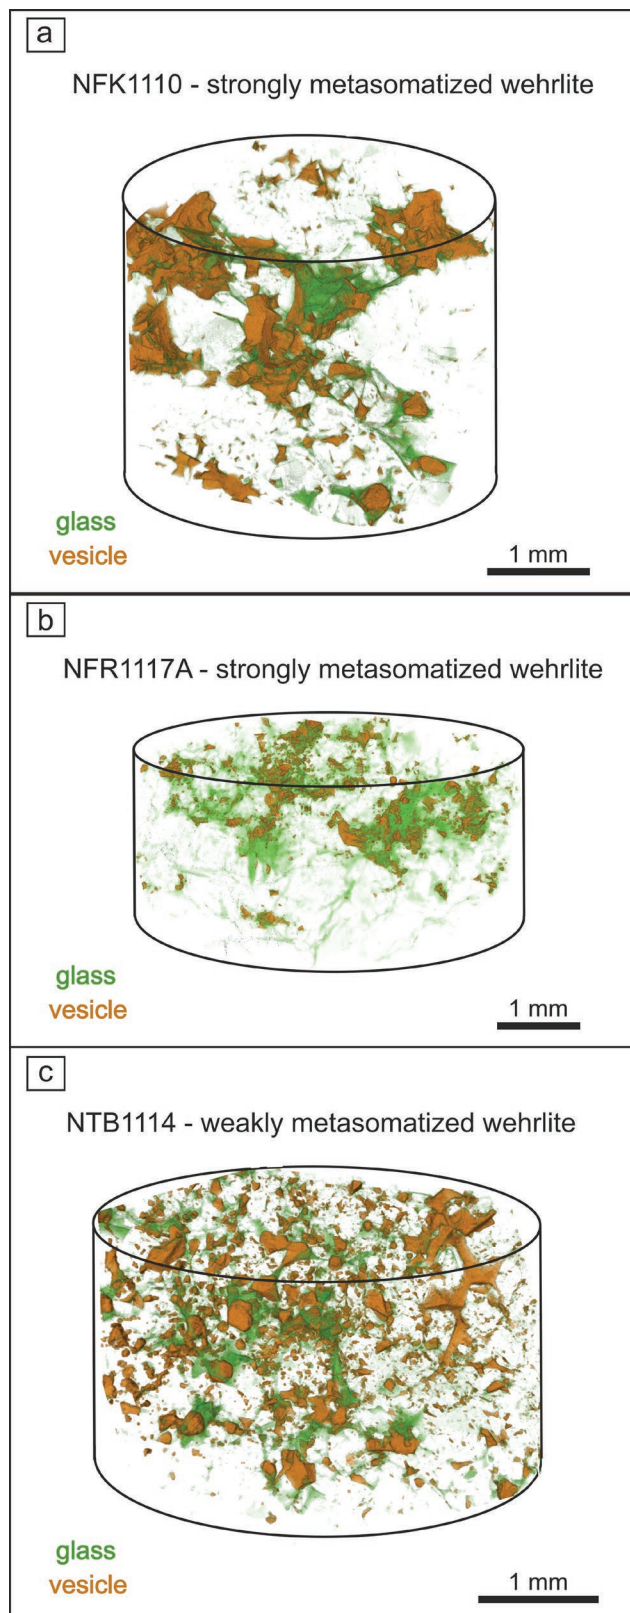 a
NFK1110 - strongly metasomatized wehrlite
glass
vesicle
1 mm
b
NFR1117A - strongly metasomatized wehrlite
glass
vesicle
1 mm
c
NTB1114 - weakly metasomatized wehrlite
glass
vesicle
1 mm